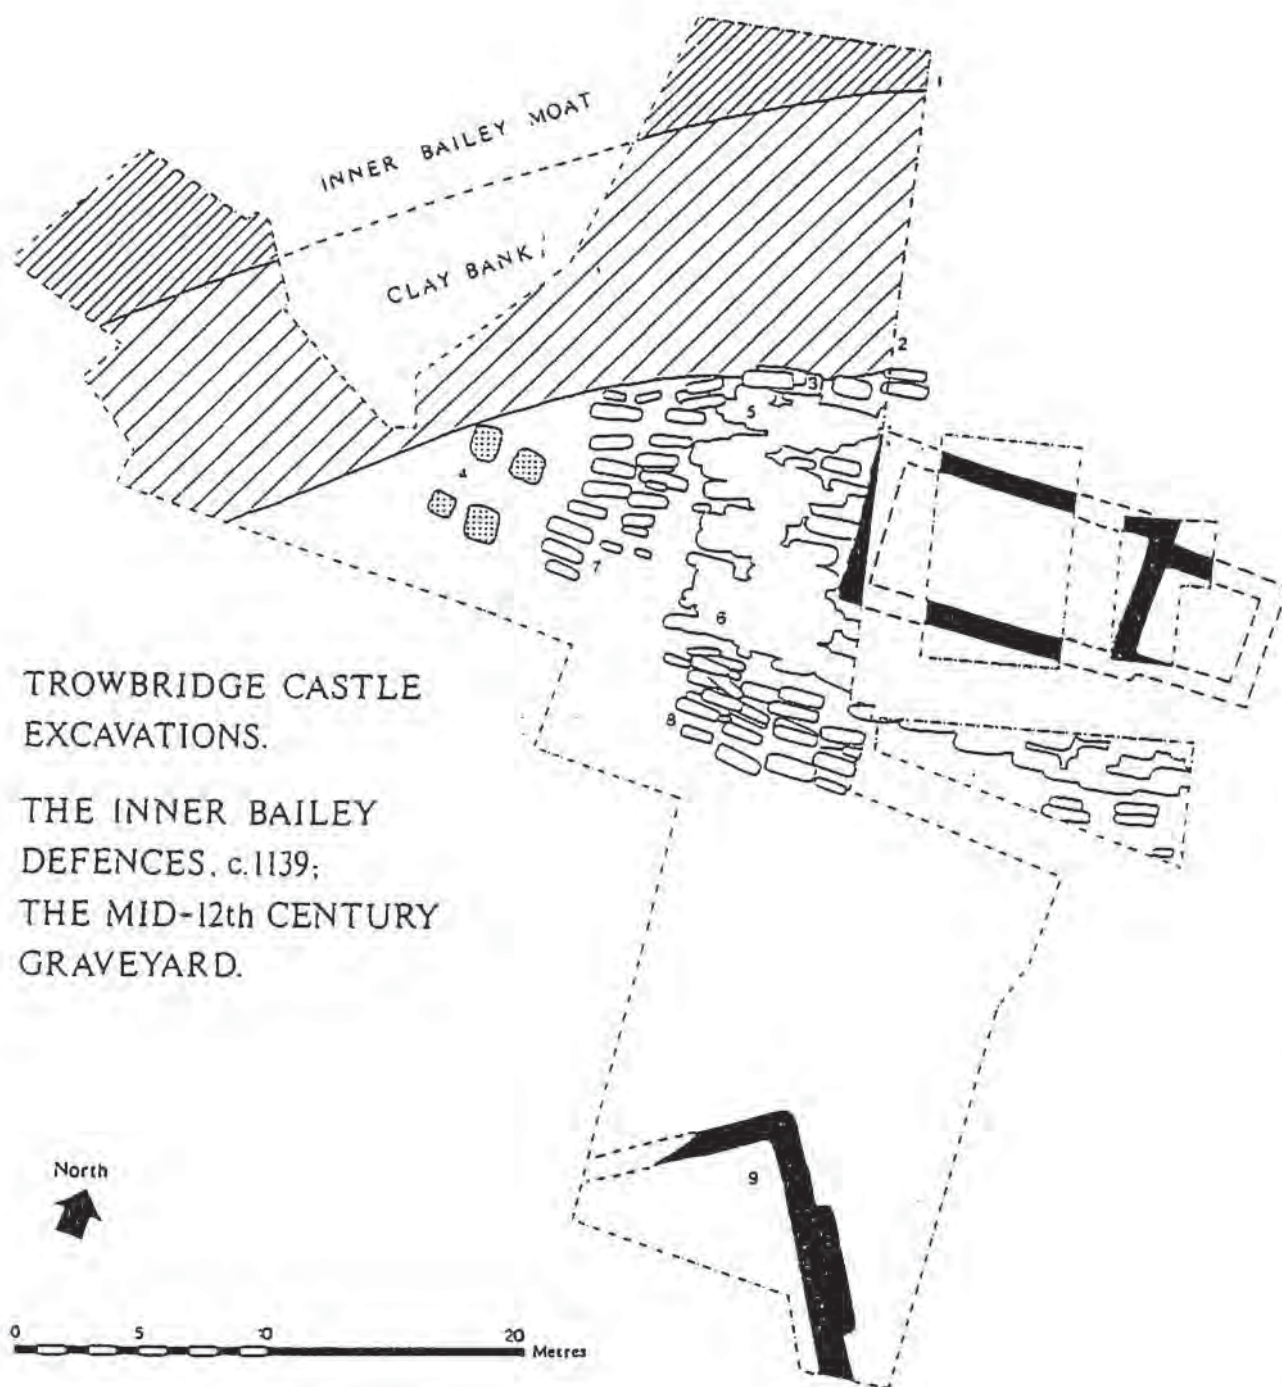 INNER BAILEY MOAT
CLAY BANK
1
2
3
4
5
6
7
8
9
TROWBRIDGE CASTLE
EXCAVATIONS.
THE INNER BAILEY
DEFENCES, c.1139;
THE MID-12th CENTURY
GRAVEYARD.
North
0 5 10 20 Metres